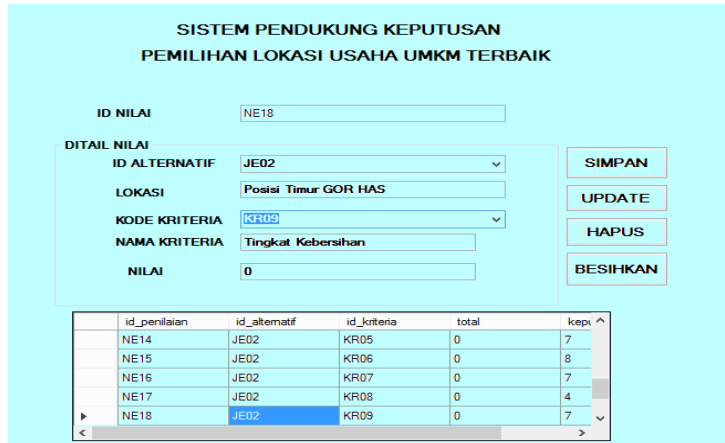 SISTEM PENDUKUNG KEPUTUSAN
PEMILIHAN LOKASI USAHA UMKM TERBAIK
ID NILAI NE18
DITAIL NILAI
ID ALTERNATIF JE02
LOKASI Posisi Timur GOR HAS
KODE KRITERIA KR09
NAMA KRITERIA Tingkat Kebersihan
NILAI 0
SIMPAN
UPDATE
HAPUS
BESIHKAN
id_penilaian id_alternatif id_kriteria total kepu
NE14 JE02 KR05 0 7
NE15 JE02 KR06 0 8
NE16 JE02 KR07 0 7
NE17 JE02 KR08 0 4
NE18 JE02 KR09 0 7